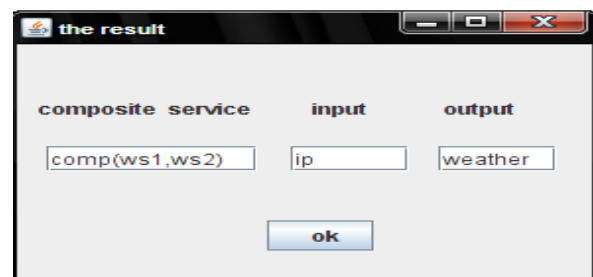 the result
composite service input output
comp(ws1,ws2) ip weather
ok